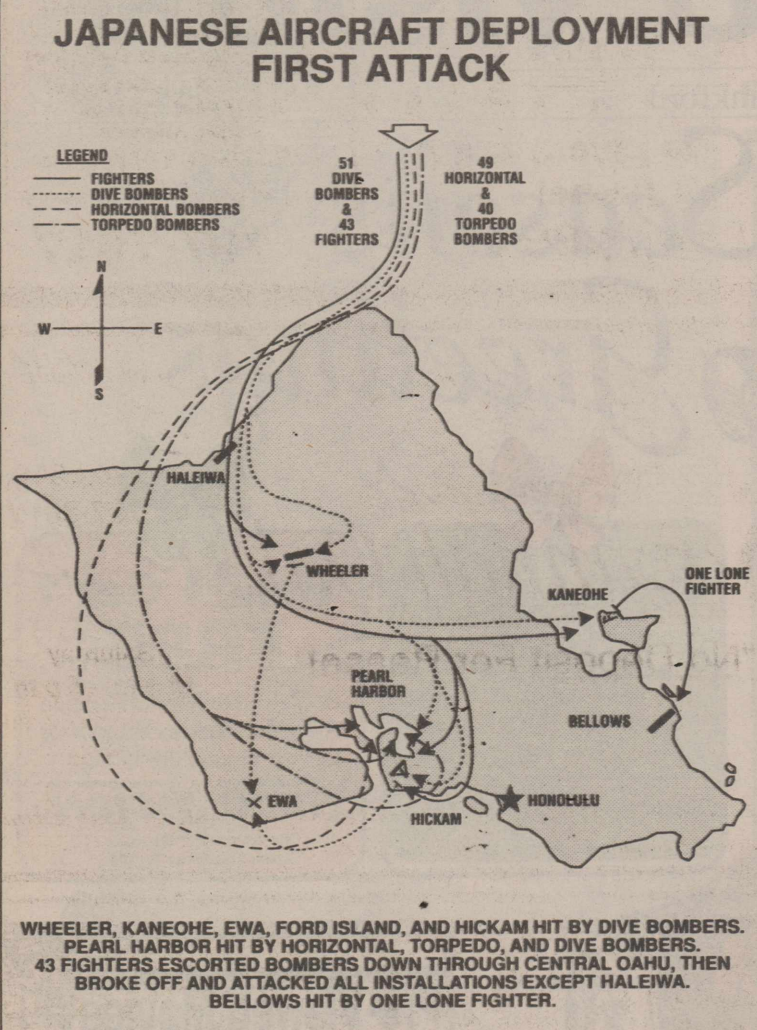 JAPANESE AIRCRAFT DEPLOYMENT
FIRST ATTACK
LEGEND
FIGHTERS
DIVE BOMBERS
HORIZONTAL BOMBERS
TORPEDO BOMBERS
51
DIVE
BOMBERS
&
43
FIGHTERS
49
HORIZONTAL
&
40
TORPEDO
BOMBERS
N
W
E
S
HALEIWA
WHEELER
KANEOHE
ONE LONE
FIGHTER
PEARL
HARBOR
BELLOWS
EWA
HONOLULU
HICKAM
WHEELER, KANEOHE, EWA, FORD ISLAND, AND HICKAM HIT BY DIVE BOMBERS.
PEARL HARBOR HIT BY HORIZONTAL, TORPEDO, AND DIVE BOMBERS.
43 FIGHTERS ESCORTED BOMBERS DOWN THROUGH CENTRAL OAHU, THEN
BROKE OFF AND ATTACKED ALL INSTALLATIONS EXCEPT HALEIWA.
BELLOWS HIT BY ONE LONE FIGHTER.